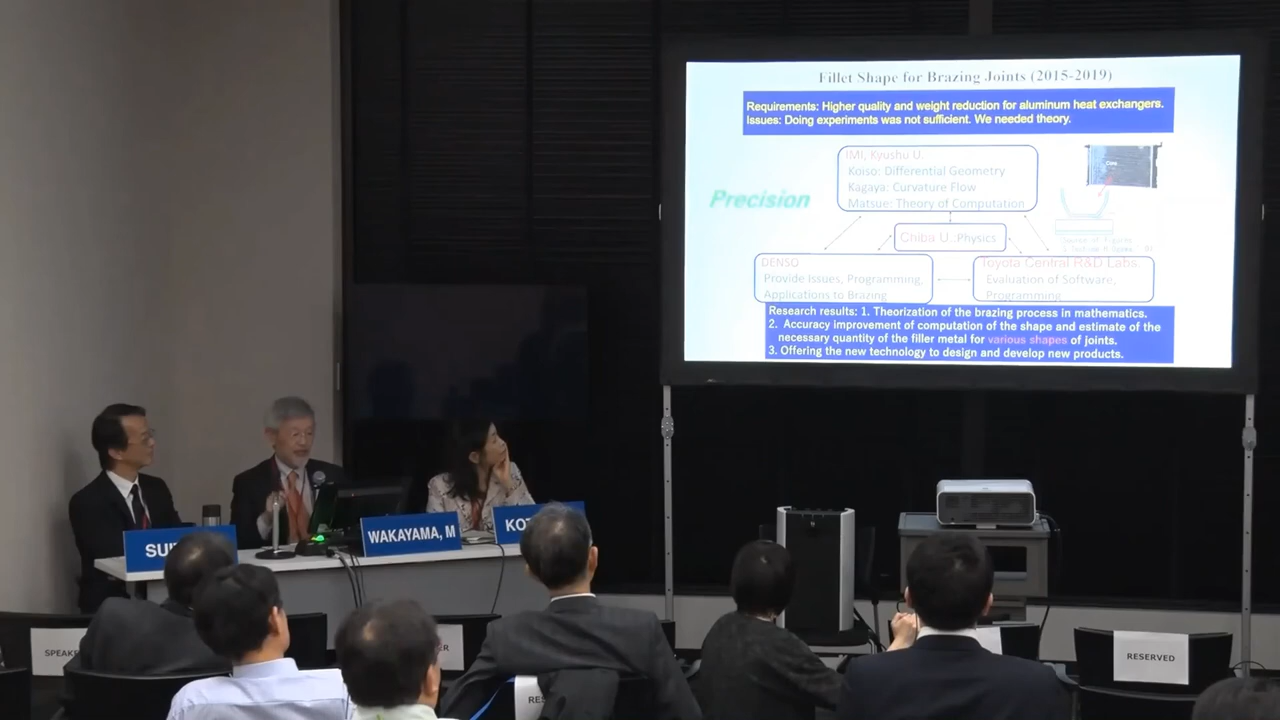 Fillet Shape for Brazing Joints (2015-2019)
Requirements: Higher quality and weight reduction for aluminum heat exchangers.
Issues: Doing experiments was not sufficient. We needed theory.
IMI, Kyushu U.
Koiso: Differential Geometry
Kagaya: Curvature Flow
Matsue: Theory of Computation
Precision
Chiba U. Physics
DENSO
Provide Issues, Programming,
Applications to Brazing
Toyota Central R&D Labs
Evaluation of Software,
Programming
Research results: 1. Theorization of the brazing process in mathematics.
2. Accuracy improvement of computation of the shape and estimate of the
necessary quantity of the filler metal for various shapes of joints.
3. Offering the new technology to design and develop new products.
WAKAYAMA, M
RESERVED